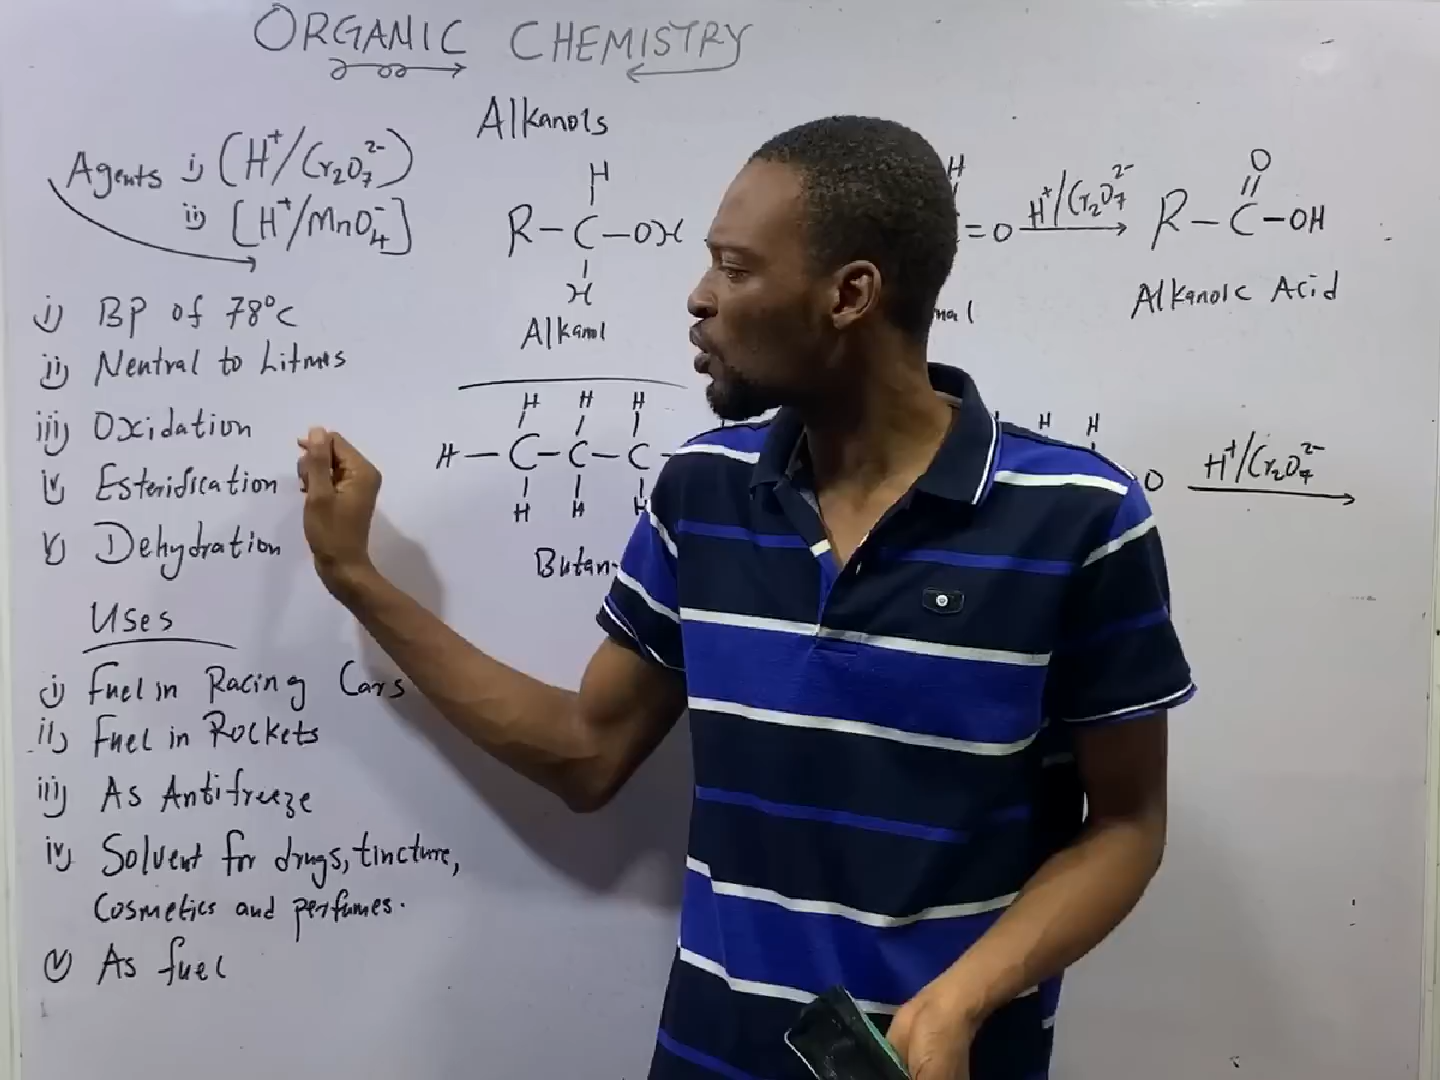 ORGANIC CHEMISTRY
Alkanols
Agents i) (H⁺/Cr₂O₇²⁻)
ii) [H⁺/MnO₄⁻]
i) BP of 78°C
ii) Neutral to Litmus
iii) Oxidation
iv) Esterification
v) Dehydration
Uses
i) Fuel in Racing Cars
ii) Fuel in Rockets
iii) As Antifreeze
iv) Solvent for drugs, tincture,
Cosmetics and perfumes.
v) As fuel
H
R-C-OH
H
Alkanol
H H H
H-C-C-C-
H H H
Butan-
H
=O H⁺/Cr₂O₇²⁻
nal
O
R-C-OH
Alkanoic Acid
H H
O H⁺/Cr₂O₇²⁻